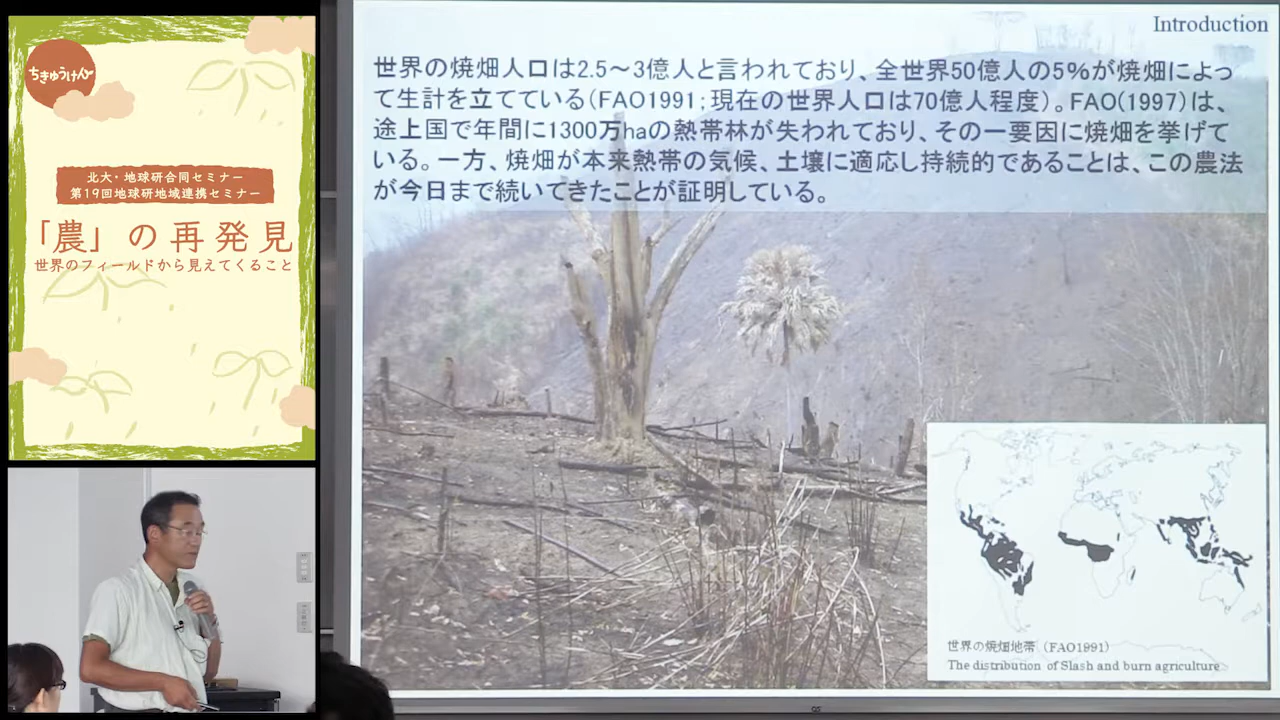 ちきゅうけん
北大・地球研合同セミナー
第19回地球研地域連携セミナー
「農」の再発見
世界のフィールドから見えてくること
Introduction
世界の焼畑人口は2.5～3億人と言われており、全世界50億人の5%が焼畑によっ
て生計を立てている(FAO1991;現在の世界人口は70億人程度)。FAO(1997)は、
途上国で年間に1300万haの熱帯林が失われており、その一要因に焼畑を挙げて
いる。一方、焼畑が本来熱帯の気候、土壌に適応し持続的であることは、この農法
が今日まで続いてきたことが証明している。
世界の焼畑地帯（FAO1991）
The distribution of Slash and burn agriculture